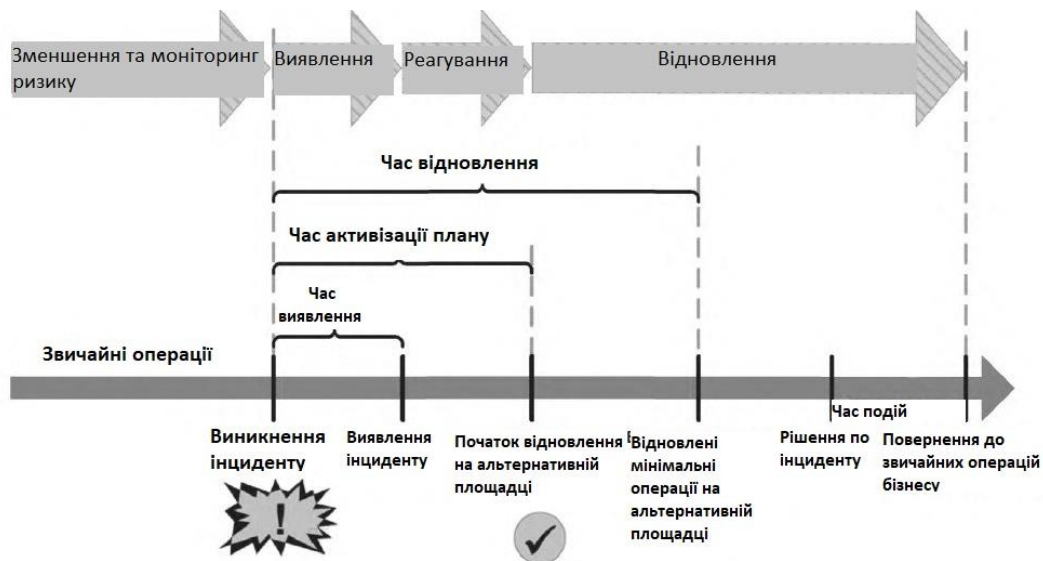 Зменшення та моніторинг
ризику
Виявлення
Реагування
Відновлення
Час відновлення
Час активізації плану
Час
виявлення
Звичайні операції
Час подій
Виникнення
інциденту
Виявлення
інциденту
Початок відновлення
на альтернативній
площадці
Відновлені
мінімальні
операції на
альтернативній
площадці
Рішення по
інциденту
Повернення до
звичайних операцій
бізнесу
!